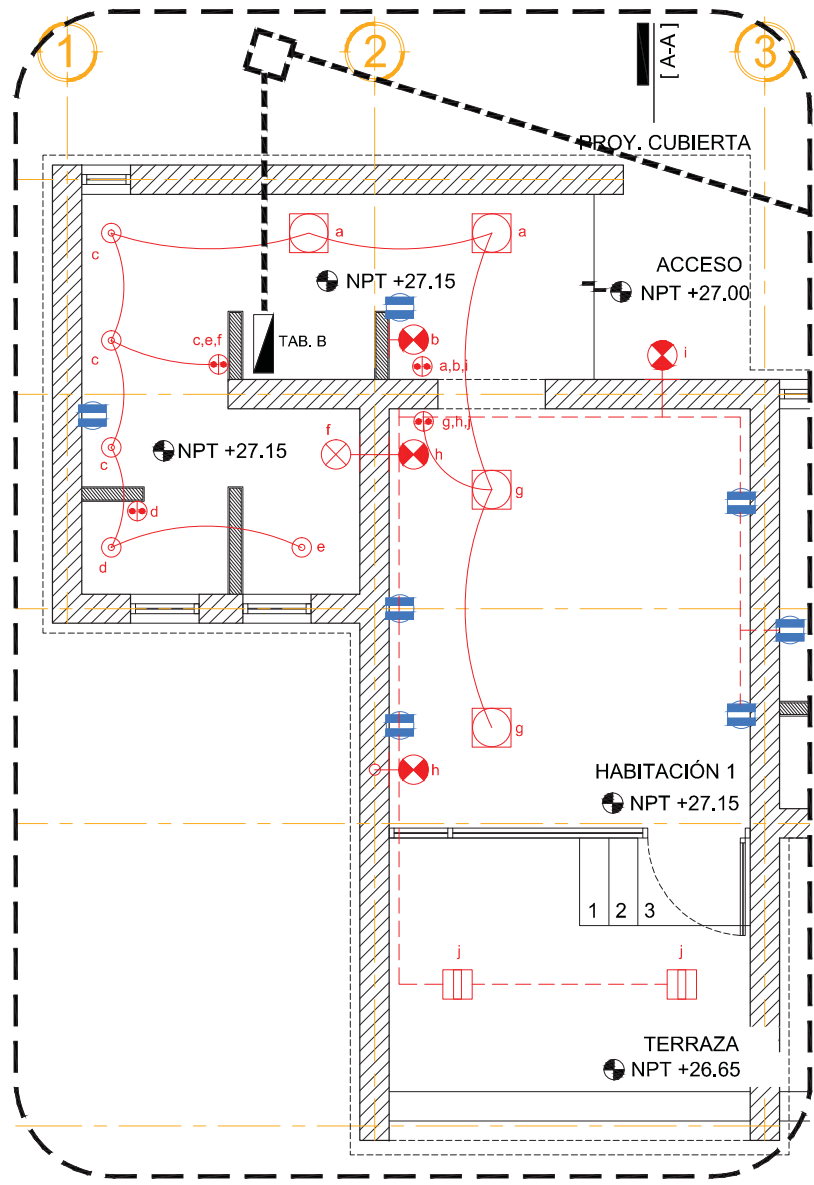 1
2
3
[ A-A ]
PROY. CUBIERTA
c
a
a
ACCESO
NPT +27.15
NPT +27.00
c,e,f
TAB. B
b
c
a,b,i
i
g,h,j
f
c
NPT +27.15
h
g
d
d
e
g
h
HABITACIÓN 1
NPT +27.15
1 2 3
j
j
TERRAZA
NPT +26.65